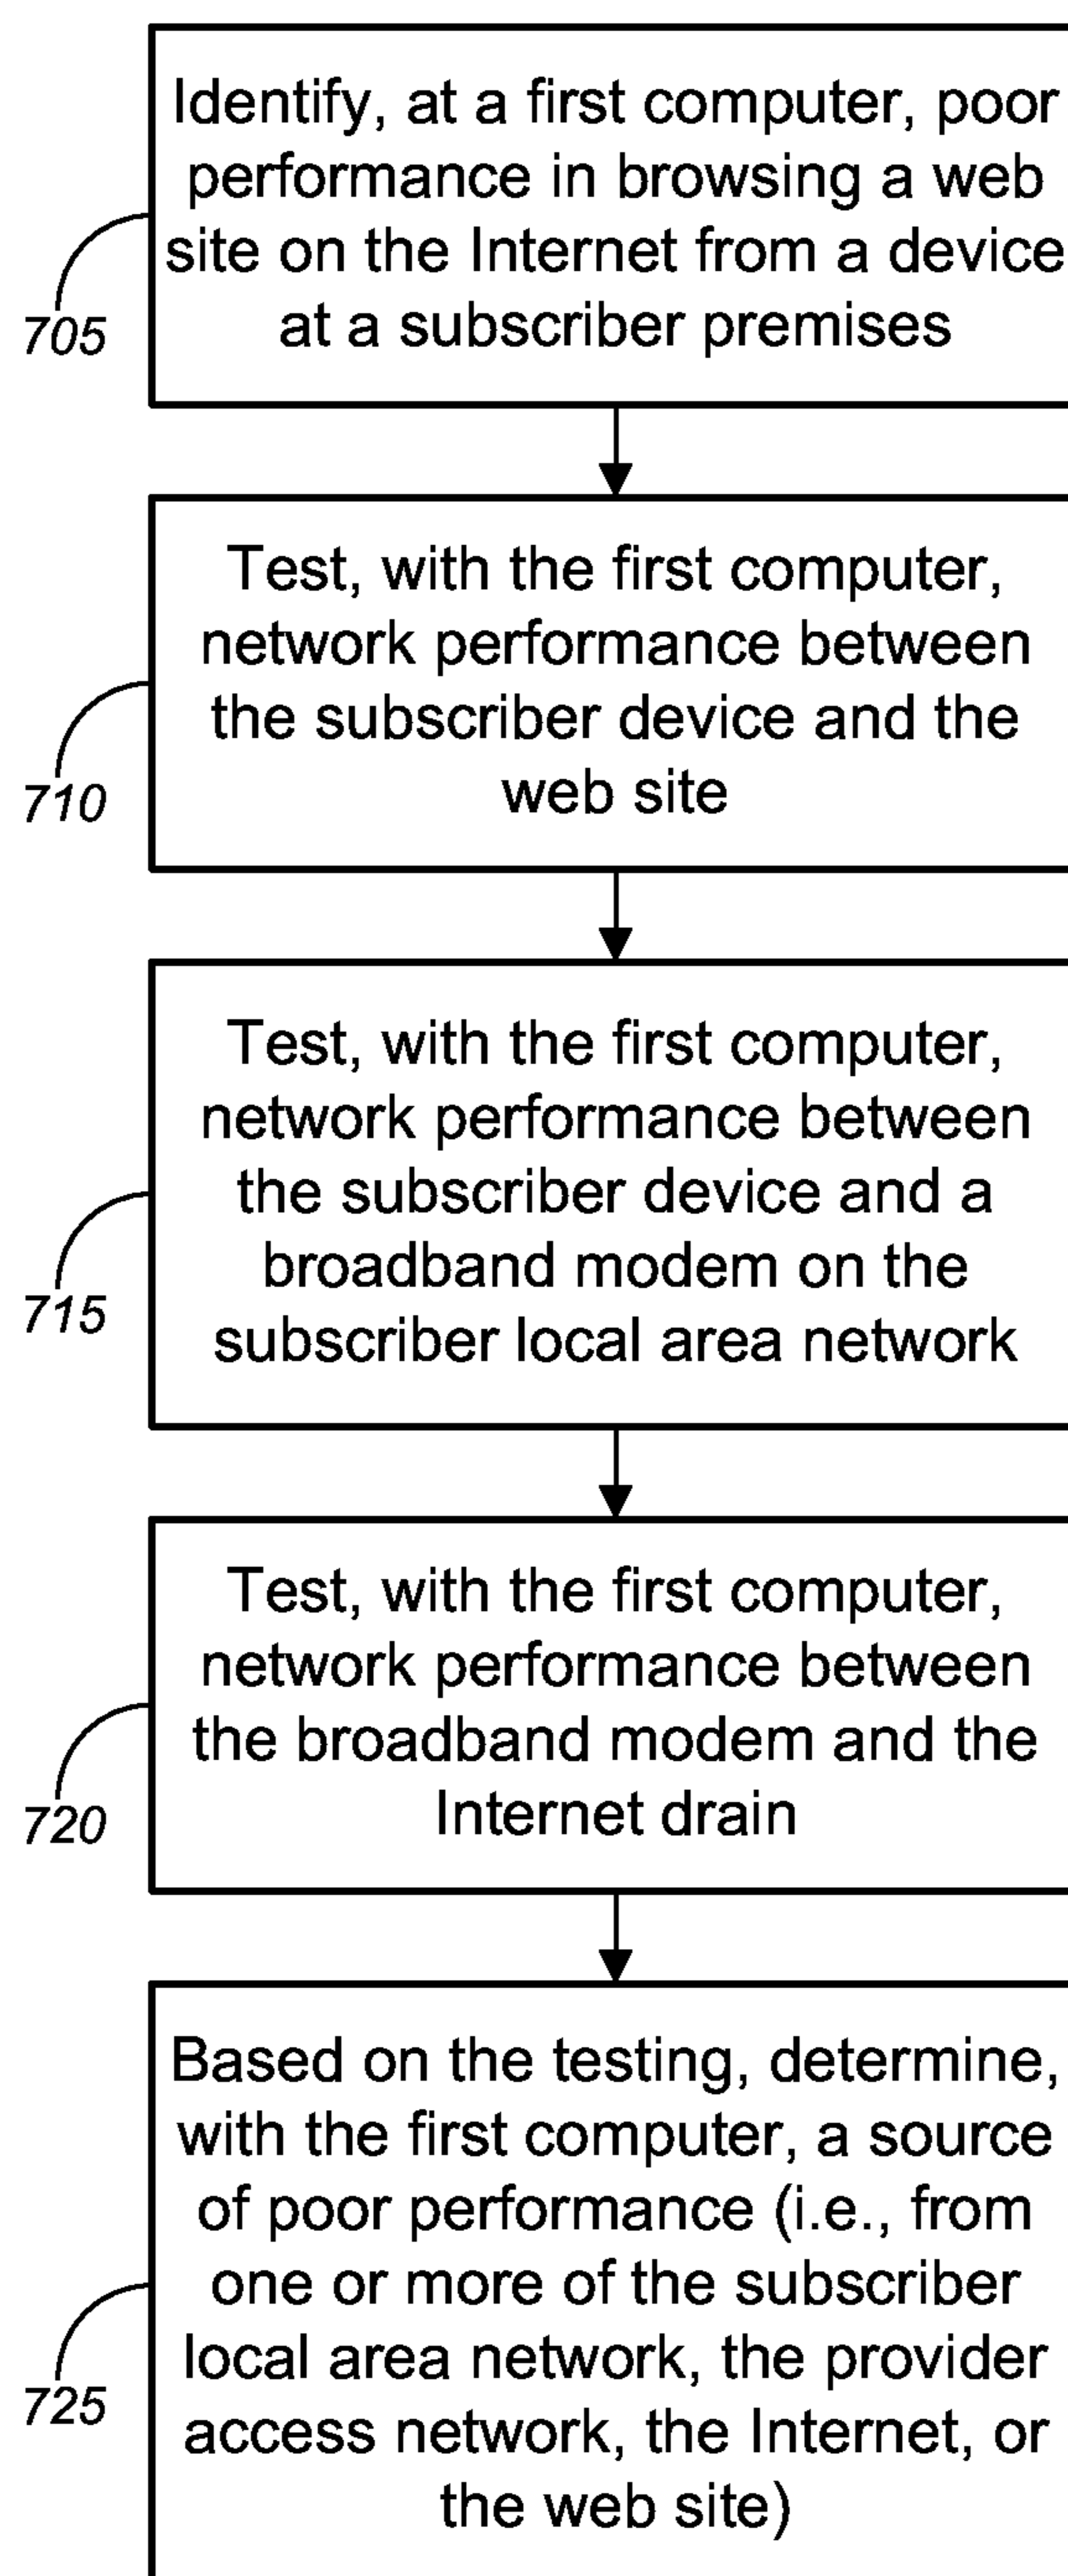 Identify, at a first computer, poor
performance in browsing a web
site on the Internet from a device
at a subscriber premises
705
Test, with the first computer,
network performance between
the subscriber device and the
web site
710
Test, with the first computer,
network performance between
the subscriber device and a
broadband modem on the
subscriber local area network
715
Test, with the first computer,
network performance between
the broadband modem and the
Internet drain
720
Based on the testing, determine,
with the first computer, a source
of poor performance (i.e., from
one or more of the subscriber
local area network, the provider
access network, the Internet, or
the web site)
725